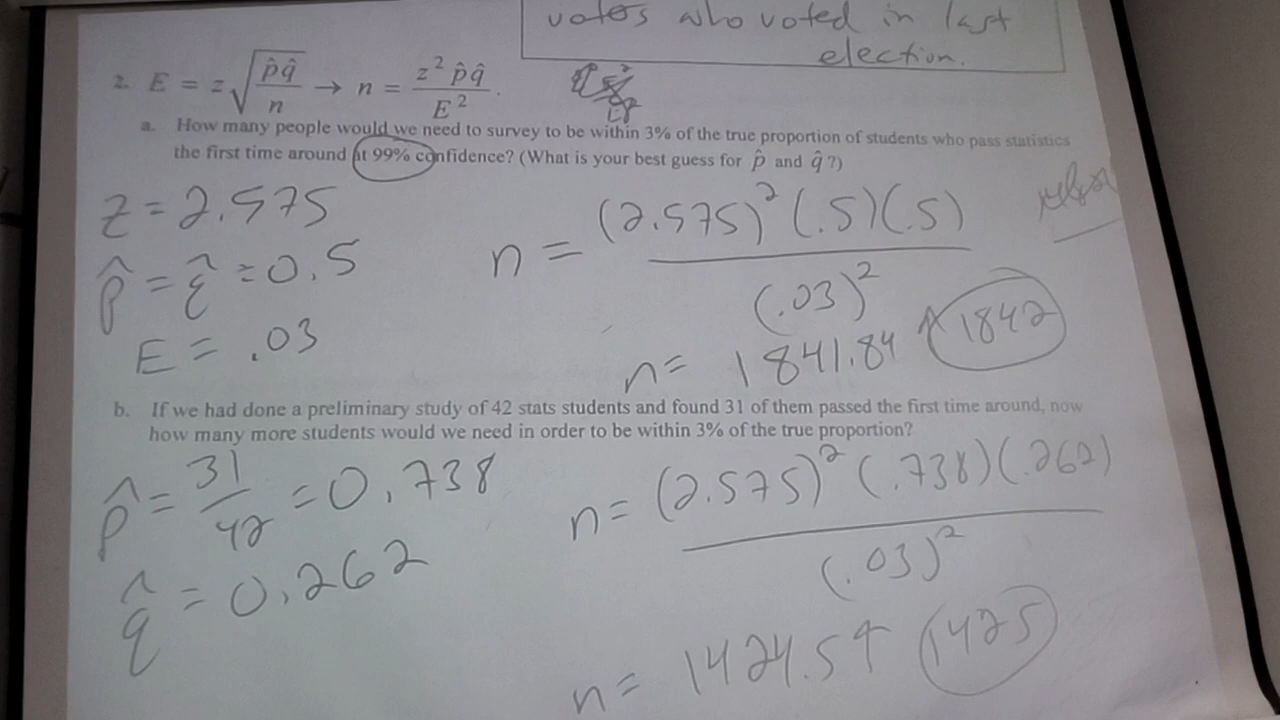 voters who voted in last
election.
2. E = z√(p̂q̂/n) → n = z² p̂q̂ / E² .
a. How many people would we need to survey to be within 3% of the true proportion of students who pass statistics
the first time around at 99% confidence? (What is your best guess for p̂ and q̂ ?)
z = 2.575
p̂ = q̂ = 0.5
E = .03
n = (2.575)² (.5)(.5) / (.03)²
n = 1841.84 1842
b. If we had done a preliminary study of 42 stats students and found 31 of them passed the first time around, now
how many more students would we need in order to be within 3% of the true proportion?
p̂ = 31/42 = 0.738
q̂ = 0.262
n = (2.575)² (.738)(.262) / (.03)²
n = 1424.54 1425